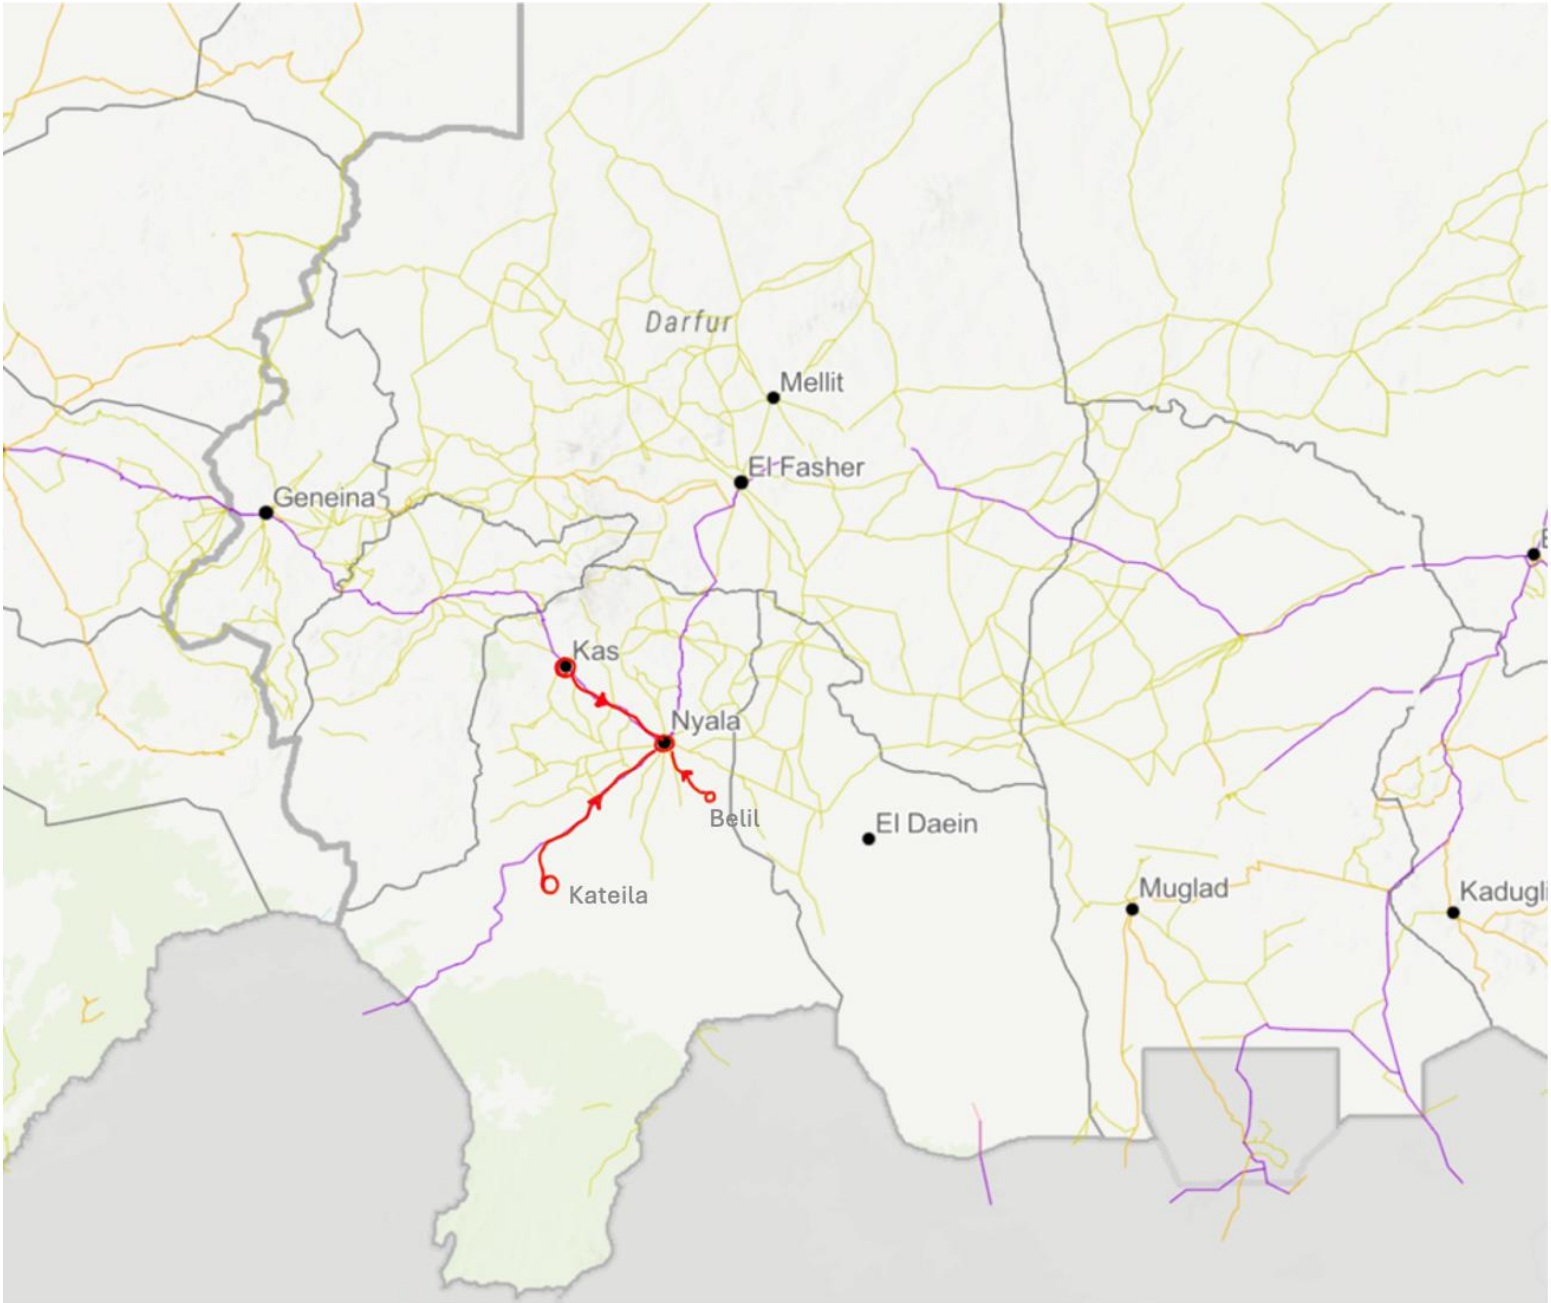 Darfur
Mellit
El Fasher
Geneina
E
Kas
Nyala
Belil
El Daein
Kateila
Muglad
Kadugli